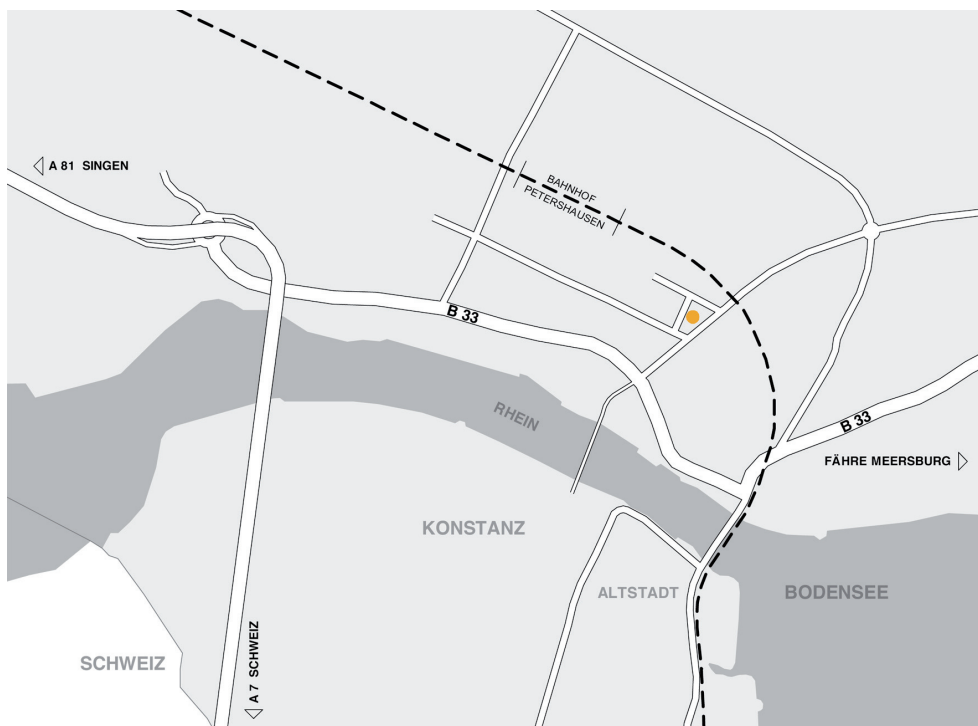 A 81 SINGEN
BAHNHOF
PETERSHAUSEN
B 33
RHEIN
B 33
FÄHRE MEERSBURG
KONSTANZ
ALTSTADT
BODENSEE
SCHWEIZ
A 7 SCHWEIZ